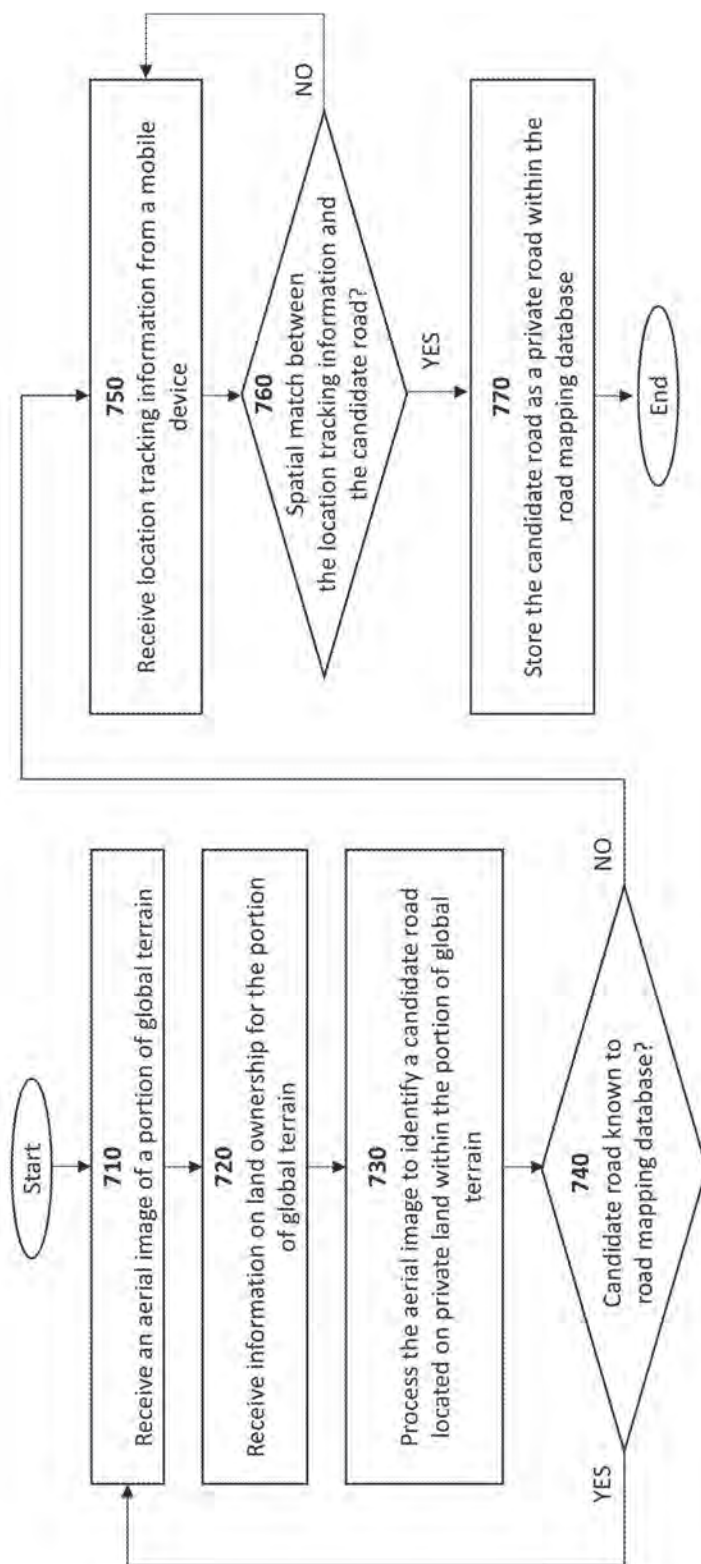 Start
710
Receive an aerial image of a portion of global terrain
720
Receive information on land ownership for the portion
of global terrain
730
Process the aerial image to identify a candidate road
located on private land within the portion of global
terrain
740
Candidate road known to
road mapping database?
YES
NO
750
Receive location tracking information from a mobile
device
760
Spatial match between
the location tracking information and
the candidate road?
NO
YES
770
Store the candidate road as a private road within the
road mapping database
End